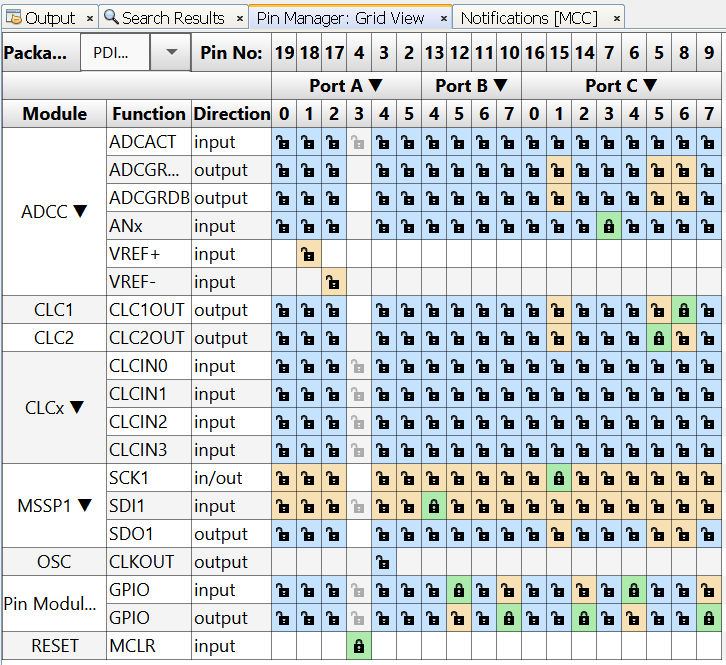 Output × Search Results × Pin Manager: Grid View × Notifications [MCC] ×
Packa... PDI... Pin No: 19 18 17 4 3 2 13 12 11 10 16 15 14 7 6 5 8 9
Port A ▼ Port B ▼ Port C ▼
Module Function Direction 0 1 2 3 4 5 4 5 6 7 0 1 2 3 4 5 6 7
ADCC ▼ ADCACT input
ADCGR... output
ADCGRDB output
ANx input
VREF+ input
VREF- input
CLC1 CLC1OUT output
CLC2 CLC2OUT output
CLCx ▼ CLCIN0 input
CLCIN1 input
CLCIN2 input
CLCIN3 input
MSSP1 ▼ SCK1 in/out
SDI1 input
SDO1 output
OSC CLKOUT output
Pin Modul... GPIO input
GPIO output
RESET MCLR input